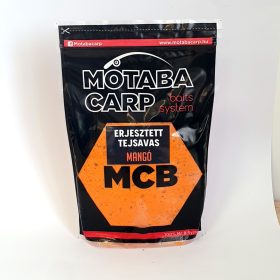 /Motabacarp
www.motabacarp.hu
MOTABA
CARP
baits
system
ERJESZTETT
TEJSAVAS
MANGÓ
MCB